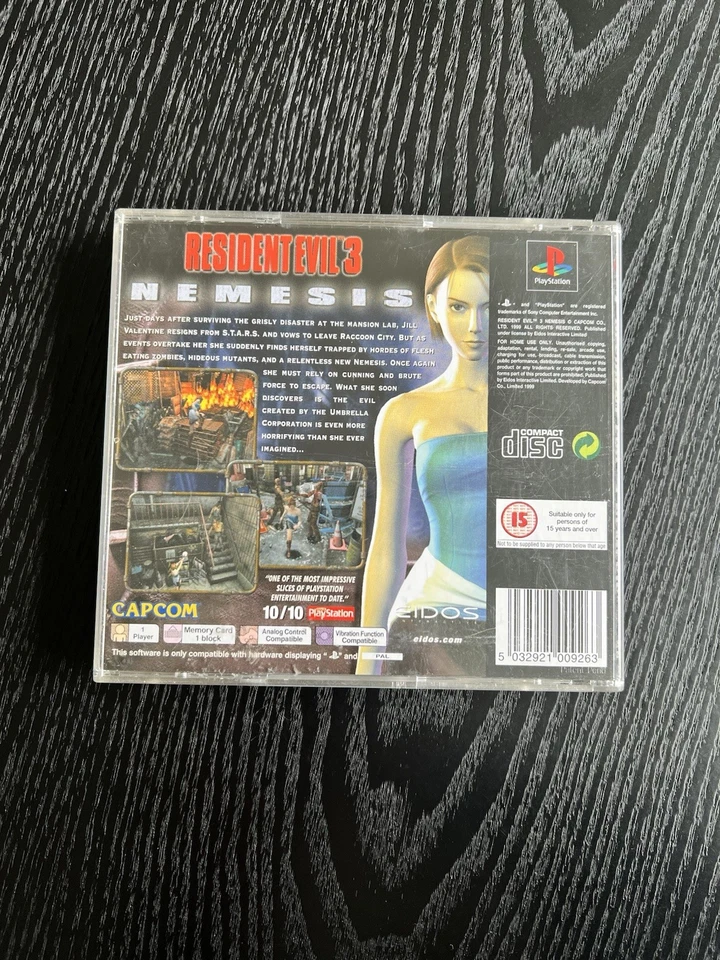 RESIDENT EVIL 3
NEMESIS
JUST DAYS AFTER SURVIVING THE GRISLY DISASTER AT THE MANSION LAB, JILL
VALENTINE RESIGNS FROM S.T.A.R.S. AND VOWS TO LEAVE RACCOON CITY. BUT AS
EVENTS OVERTAKE HER SHE SUDDENLY FINDS HERSELF TRAPPED BY HORDES OF FLESH
EATING ZOMBIES, HIDEOUS MUTANTS, AND A RELENTLESS NEW NEMESIS. ONCE AGAIN
SHE MUST RELY ON CUNNING AND BRUTE
FORCE TO ESCAPE. WHAT SHE SOON
DISCOVERS IS THE EVIL
CREATED BY THE UMBRELLA
CORPORATION IS EVEN MORE
HORRIFYING THAN SHE EVER
IMAGINED...
"ONE OF THE MOST IMPRESSIVE
SLICES OF PLAYSTATION
ENTERTAINMENT TO DATE."
10/10 PlayStation
CAPCOM
EIDOS
eidos.com
1
Player
Memory Card
1 block
Analog Control
Compatible
Vibration Function
Compatible
This software is only compatible with hardware displaying " " and PAL
PlayStation
" " and "PlayStation" are registered
trademarks of Sony Computer Entertainment Inc.
RESIDENT EVIL™ 3 NEMESIS © CAPCOM CO.,
LTD. 1999 ALL RIGHTS RESERVED. Published
under license by Eidos Interactive Limited
FOR HOME USE ONLY. Unauthorised copying,
adaptation, rental, lending, re-sale, arcade use,
charging for use, broadcast, cable transmission,
public performance, distribution or extraction of this
product or any trademark or copyright work that
forms part of this product are prohibited. Published
by Eidos Interactive Limited. Developed by Capcom
Co., Limited 1999
COMPACT
disc
15
Suitable only for
persons of
15 years and over
Not to be supplied to any person below that age
5 032921 009263
Patent Pend